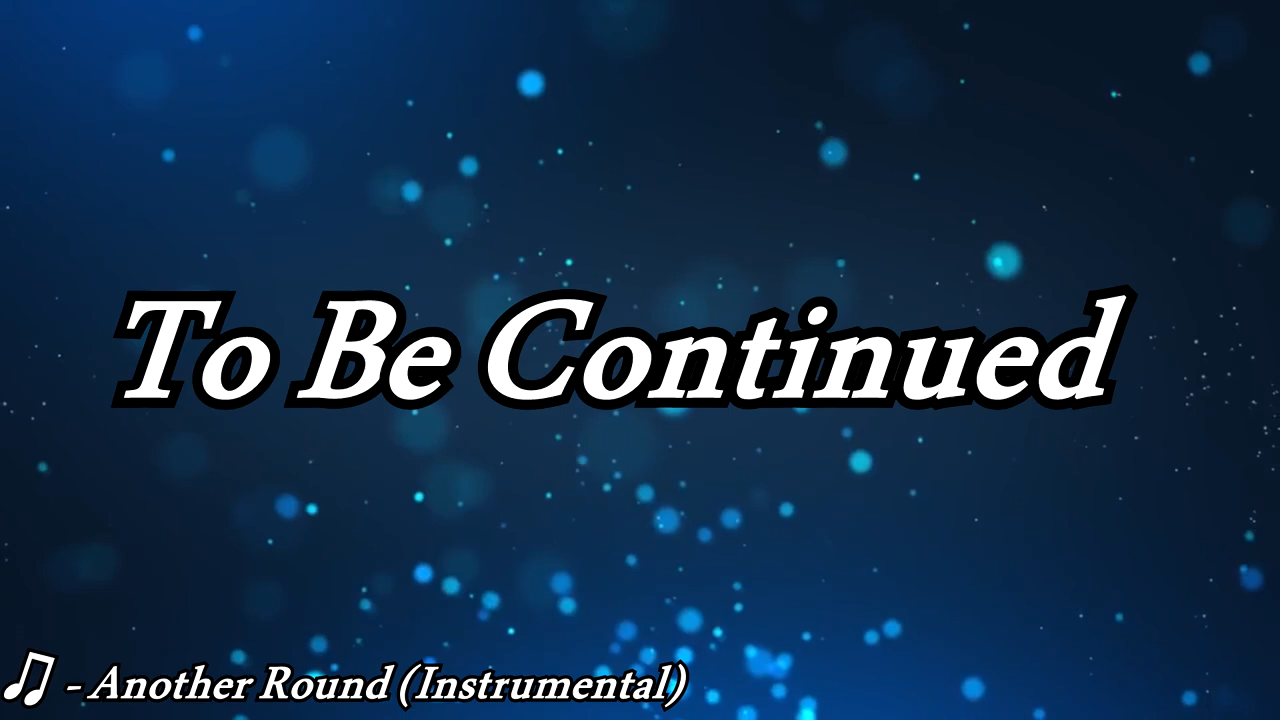 To Be Continued
♫ - Another Round (Instrumental)